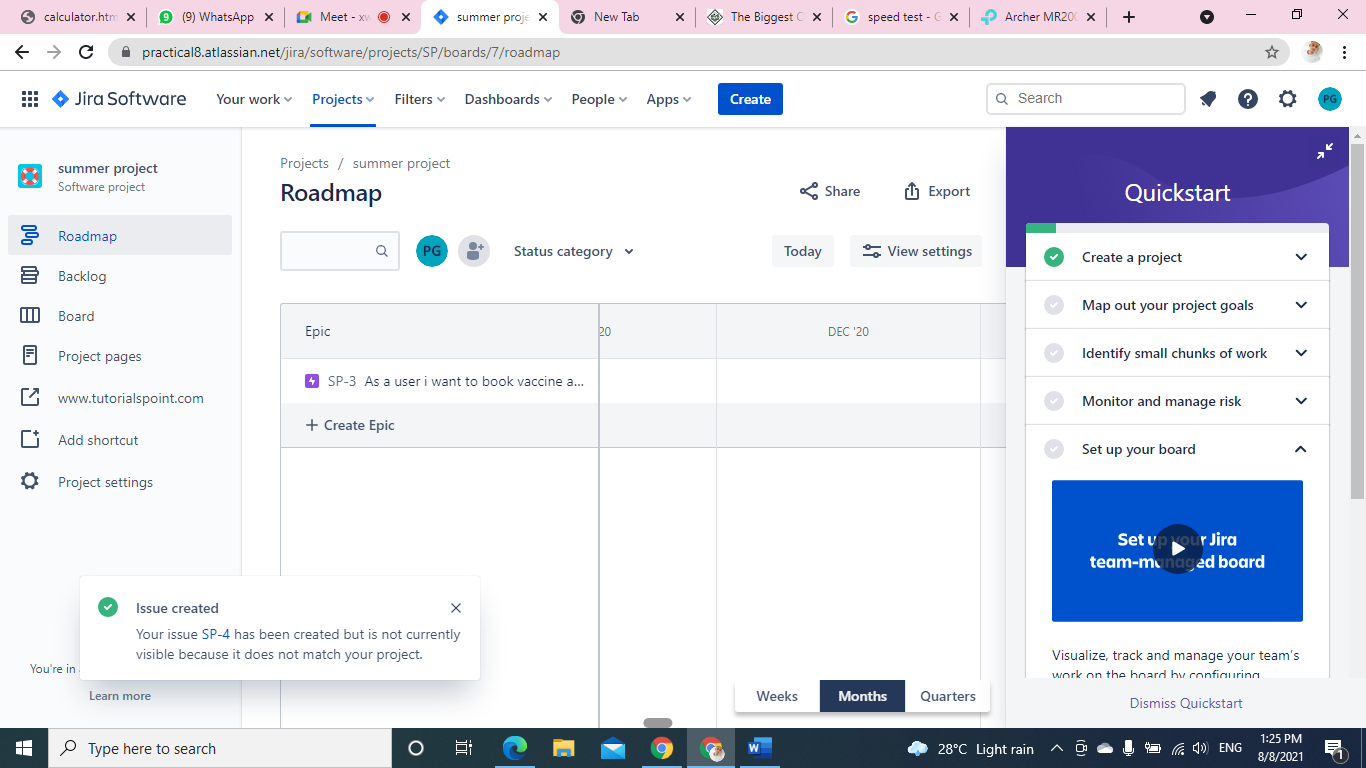 calculator.htm
(9) WhatsApp
Meet - xw
summer proje
New Tab
The Biggest C
speed test - G
Archer MR200
practical8.atlassian.net/jira/software/projects/SP/boards/7/roadmap
Jira Software
Your work
Projects
Filters
Dashboards
People
Apps
Create
Search
PG
summer project
Software project
Roadmap
Backlog
Board
Project pages
www.tutorialspoint.com
Add shortcut
Project settings
You're in
Learn more
Projects / summer project
Roadmap
Share
Export
PG
Status category
Today
View settings
Epic
20
DEC '20
SP-3 As a user i want to book vaccine a...
+ Create Epic
Weeks
Months
Quarters
Issue created
Your issue SP-4 has been created but is not currently
visible because it does not match your project.
Quickstart
Create a project
Map out your project goals
Identify small chunks of work
Monitor and manage risk
Set up your board
Set up your Jira
team-managed board
Visualize, track and manage your team's
work on the board by configuring
Dismiss Quickstart
Type here to search
28°C Light rain
ENG
1:25 PM
8/8/2021
1